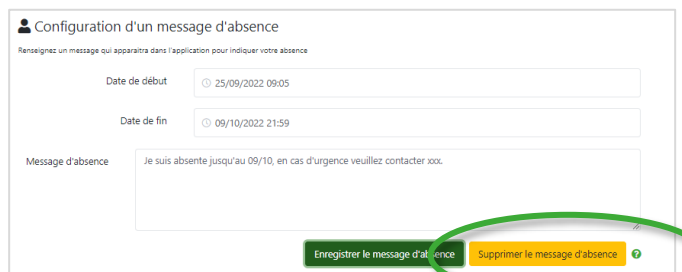 Configuration d'un message d'absence
Renseignez un message qui apparaitra dans l'application pour indiquer votre absence
Date de début
25/09/2022 09:05
Date de fin
09/10/2022 21:59
Message d'absence
Je suis absente jusqu'au 09/10, en cas d'urgence veuillez contacter xxx.
Enregistrer le message d'absence
Supprimer le message d'absence
?